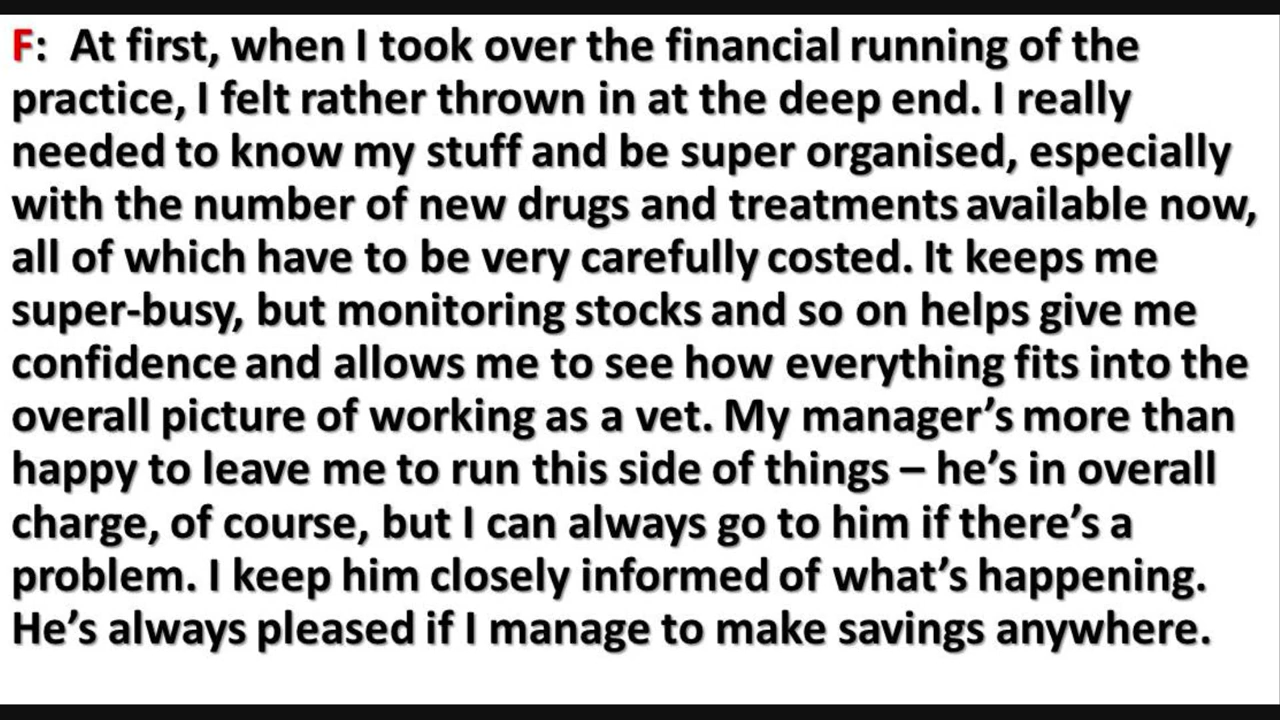 F:  At first, when I took over the financial running of the
practice, I felt rather thrown in at the deep end. I really
needed to know my stuff and be super organised, especially
with the number of new drugs and treatments available now,
all of which have to be very carefully costed. It keeps me
super-busy, but monitoring stocks and so on helps give me
confidence and allows me to see how everything fits into the
overall picture of working as a vet. My manager’s more than
happy to leave me to run this side of things – he’s in overall
charge, of course, but I can always go to him if there’s a
problem. I keep him closely informed of what’s happening.
He’s always pleased if I manage to make savings anywhere.